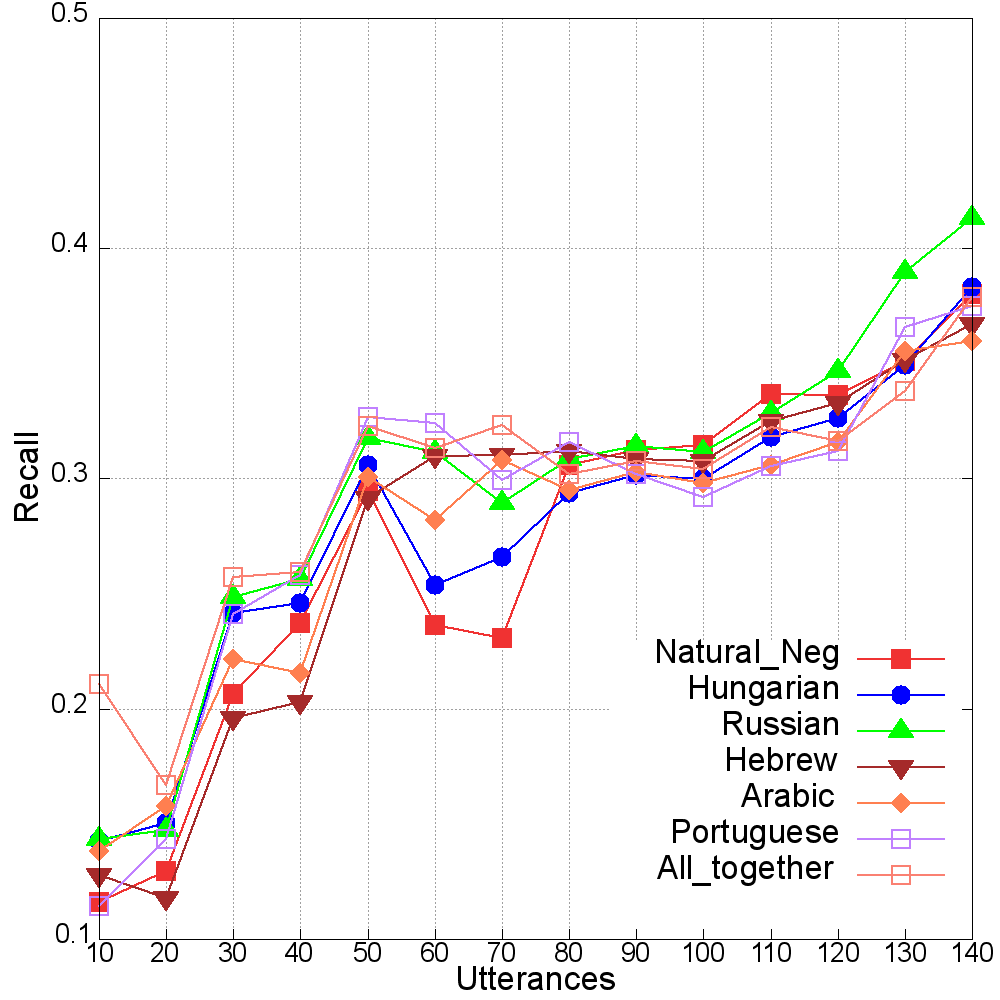 0.5
0.4
0.3
0.2
0.1
Recall
Natural_Neg
Hungarian
Russian
Hebrew
Arabic
Portuguese
All_together
10 20 30 40 50 60 70 80 90 100 110 120 130 140
Utterances